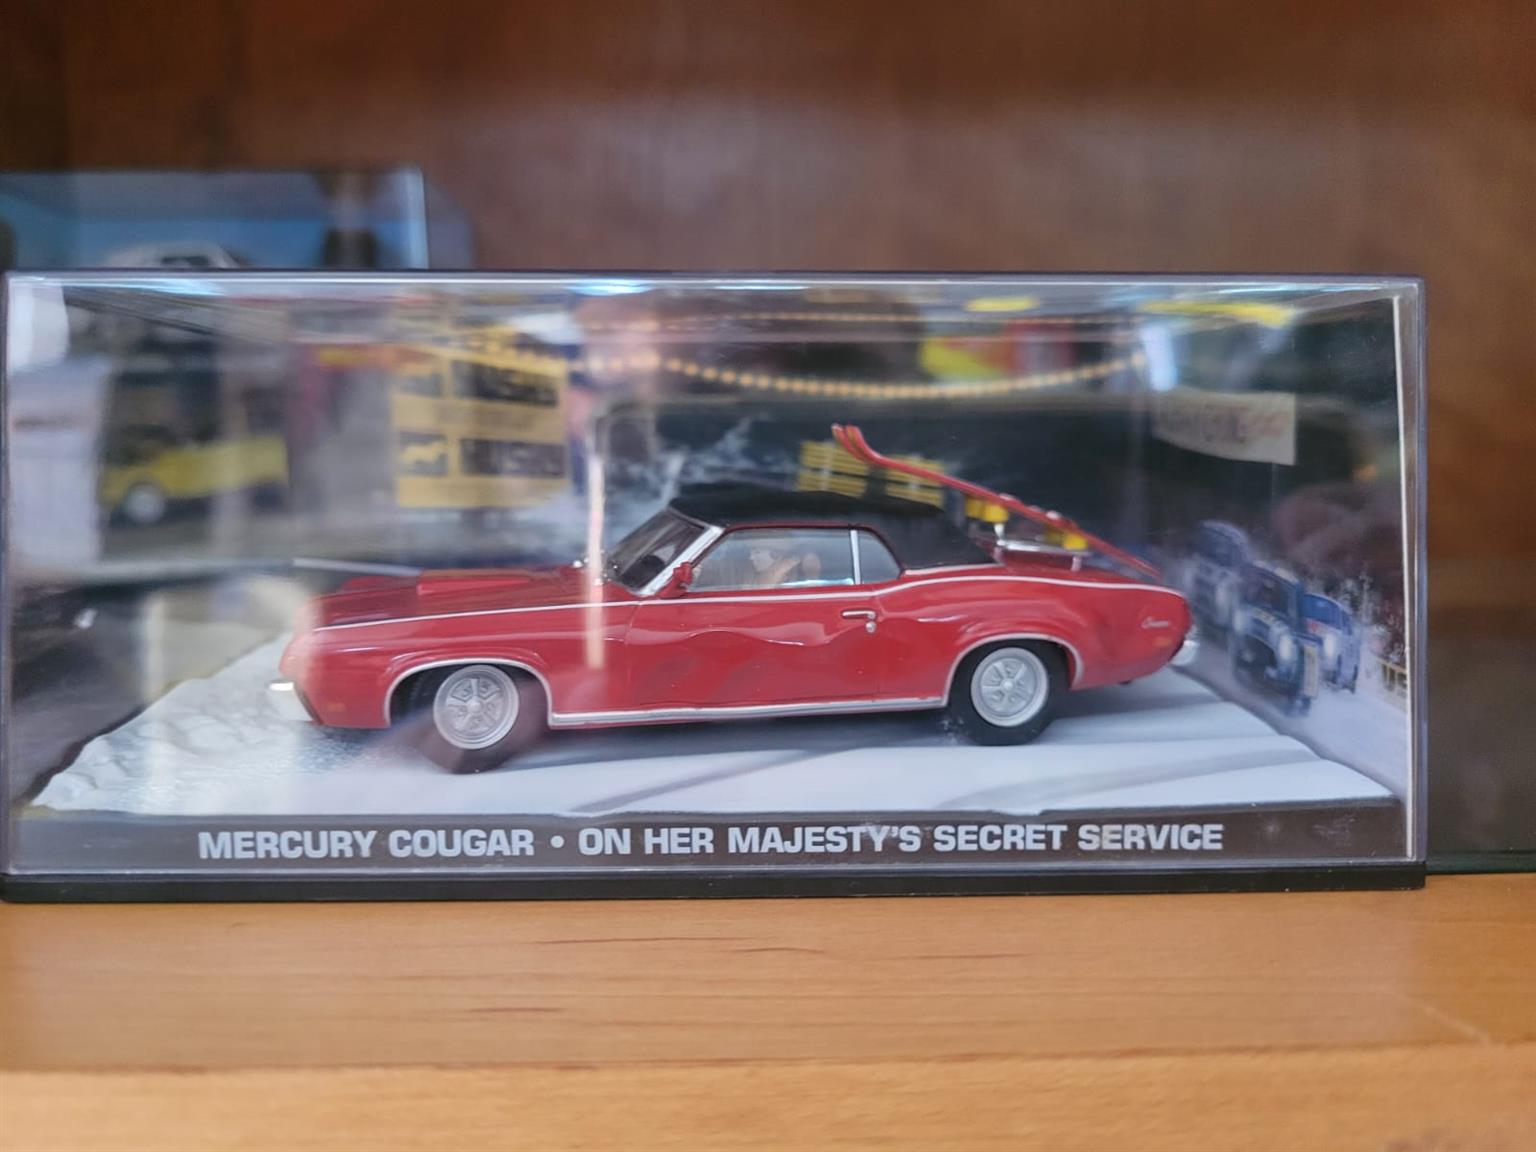 MERCURY COUGAR • ON HER MAJESTY'S SECRET SERVICE